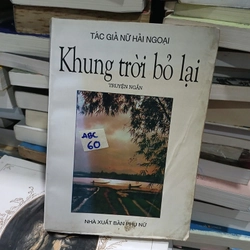 TÁC GIẢ NỮ HẢI NGOẠI
Khung trời bỏ lại
TRUYỆN NGẮN
ABC
60
NHÀ XUẤT BẢN PHỤ NỮ